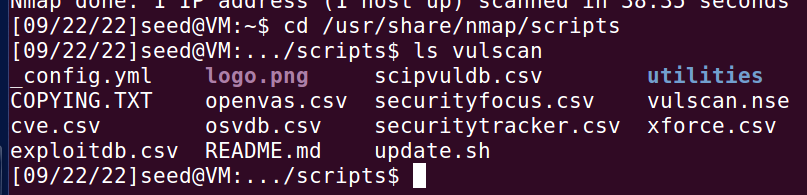 Nmap done: 1 IP address (1 host up) scanned in 38.35 seconds
[09/22/22]seed@VM:~$ cd /usr/share/nmap/scripts
[09/22/22]seed@VM:.../scripts$ ls vulscan
_config.yml logo.png scipvuldb.csv utilities
COPYING.TXT openvas.csv securityfocus.csv vulscan.nse
cve.csv osvdb.csv securitytracker.csv xforce.csv
exploitdb.csv README.md update.sh
[09/22/22]seed@VM:.../scripts$